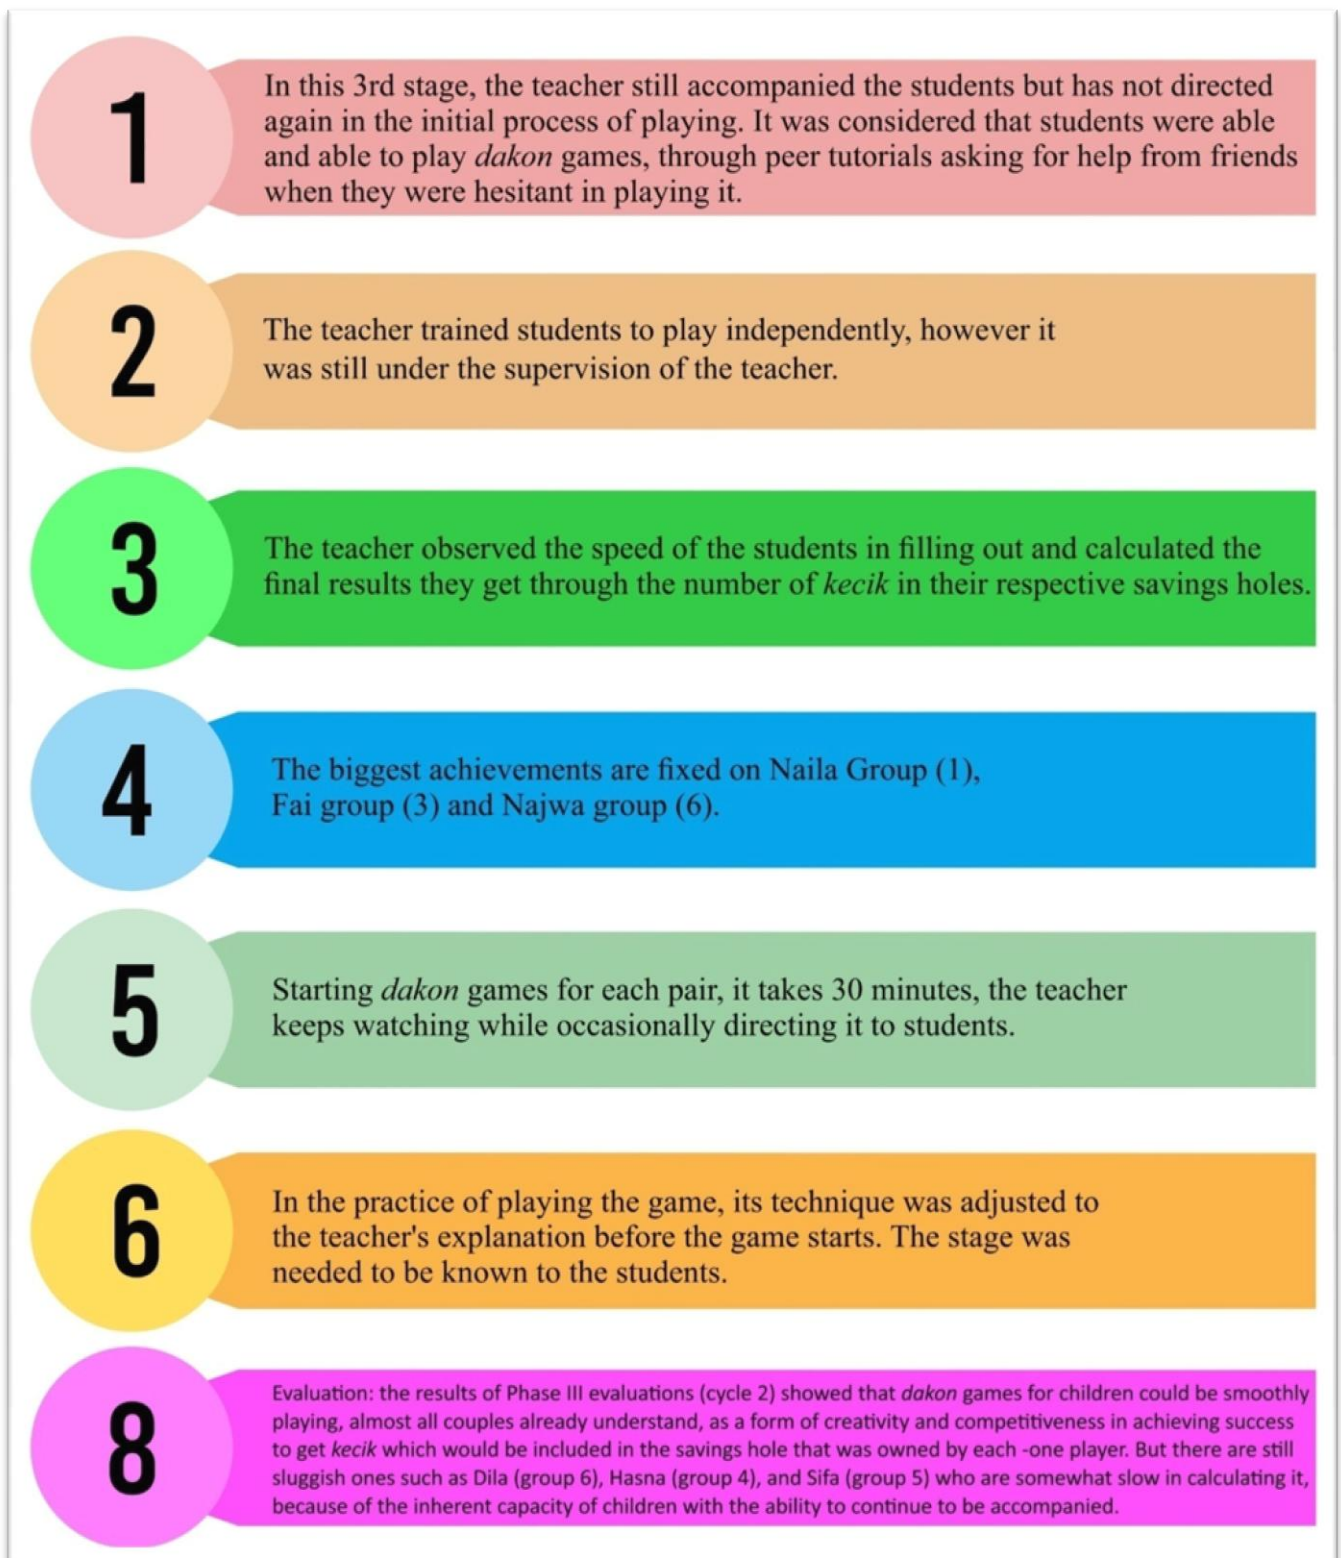 1
In this 3rd stage, the teacher still accompanied the students but has not directed
again in the initial process of playing. It was considered that students were able
and able to play dakon games, through peer tutorials asking for help from friends
when they were hesitant in playing it.
2
The teacher trained students to play independently, however it
was still under the supervision of the teacher.
3
The teacher observed the speed of the students in filling out and calculated the
final results they get through the number of kecik in their respective savings holes.
4
The biggest achievements are fixed on Naila Group (1),
Fai group (3) and Najwa group (6).
5
Starting dakon games for each pair, it takes 30 minutes, the teacher
keeps watching while occasionally directing it to students.
6
In the practice of playing the game, its technique was adjusted to
the teacher's explanation before the game starts. The stage was
needed to be known to the students.
8
Evaluation: the results of Phase III evaluations (cycle 2) showed that dakon games for children could be smoothly
playing, almost all couples already understand, as a form of creativity and competitiveness in achieving success
to get kecik which would be included in the savings hole that was owned by each -one player. But there are still
sluggish ones such as Dila (group 6), Hasna (group 4), and Sifa (group 5) who are somewhat slow in calculating it,
because of the inherent capacity of children with the ability to continue to be accompanied.